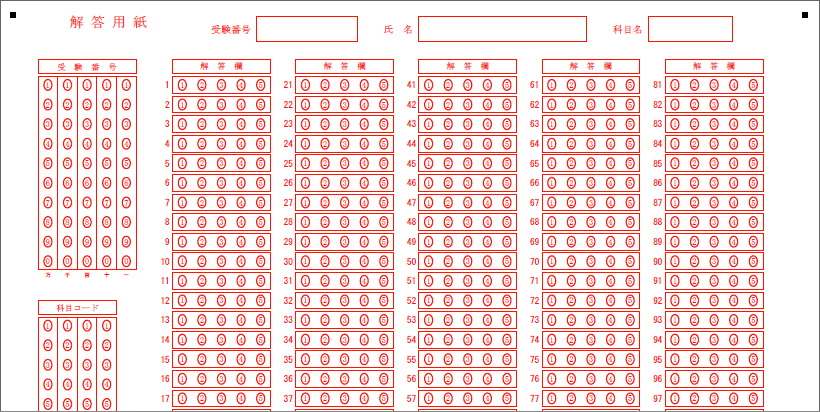 解答用紙
受験番号 氏 名 科目名
受 験 番 号 解 答 欄 解 答 欄 解 答 欄 解 答 欄 解 答 欄
① ① ① ① ① 1 ① ② ③ ④ ⑤ 21 ① ② ③ ④ ⑤ 41 ① ② ③ ④ ⑤ 61 ① ② ③ ④ ⑤ 81 ① ② ③ ④ ⑤
② ② ② ② ② 2 ① ② ③ ④ ⑤ 22 ① ② ③ ④ ⑤ 42 ① ② ③ ④ ⑤ 62 ① ② ③ ④ ⑤ 82 ① ② ③ ④ ⑤
③ ③ ③ ③ ③ 3 ① ② ③ ④ ⑤ 23 ① ② ③ ④ ⑤ 43 ① ② ③ ④ ⑤ 63 ① ② ③ ④ ⑤ 83 ① ② ③ ④ ⑤
④ ④ ④ ④ ④ 4 ① ② ③ ④ ⑤ 24 ① ② ③ ④ ⑤ 44 ① ② ③ ④ ⑤ 64 ① ② ③ ④ ⑤ 84 ① ② ③ ④ ⑤
⑤ ⑤ ⑤ ⑤ ⑤ 5 ① ② ③ ④ ⑤ 25 ① ② ③ ④ ⑤ 45 ① ② ③ ④ ⑤ 65 ① ② ③ ④ ⑤ 85 ① ② ③ ④ ⑤
⑥ ⑥ ⑥ ⑥ ⑥ 6 ① ② ③ ④ ⑤ 26 ① ② ③ ④ ⑤ 46 ① ② ③ ④ ⑤ 66 ① ② ③ ④ ⑤ 86 ① ② ③ ④ ⑤
⑦ ⑦ ⑦ ⑦ ⑦ 7 ① ② ③ ④ ⑤ 27 ① ② ③ ④ ⑤ 47 ① ② ③ ④ ⑤ 67 ① ② ③ ④ ⑤ 87 ① ② ③ ④ ⑤
⑧ ⑧ ⑧ ⑧ ⑧ 8 ① ② ③ ④ ⑤ 28 ① ② ③ ④ ⑤ 48 ① ② ③ ④ ⑤ 68 ① ② ③ ④ ⑤ 88 ① ② ③ ④ ⑤
⑨ ⑨ ⑨ ⑨ ⑨ 9 ① ② ③ ④ ⑤ 29 ① ② ③ ④ ⑤ 49 ① ② ③ ④ ⑤ 69 ① ② ③ ④ ⑤ 89 ① ② ③ ④ ⑤
⓪ ⓪ ⓪ ⓪ ⓪ 10 ① ② ③ ④ ⑤ 30 ① ② ③ ④ ⑤ 50 ① ② ③ ④ ⑤ 70 ① ② ③ ④ ⑤ 90 ① ② ③ ④ ⑤
万 千 百 十 一
11 ① ② ③ ④ ⑤ 31 ① ② ③ ④ ⑤ 51 ① ② ③ ④ ⑤ 71 ① ② ③ ④ ⑤ 91 ① ② ③ ④ ⑤
12 ① ② ③ ④ ⑤ 32 ① ② ③ ④ ⑤ 52 ① ② ③ ④ ⑤ 72 ① ② ③ ④ ⑤ 92 ① ② ③ ④ ⑤
科目コード
① ① ① ① 13 ① ② ③ ④ ⑤ 33 ① ② ③ ④ ⑤ 53 ① ② ③ ④ ⑤ 73 ① ② ③ ④ ⑤ 93 ① ② ③ ④ ⑤
② ② ② ② 14 ① ② ③ ④ ⑤ 34 ① ② ③ ④ ⑤ 54 ① ② ③ ④ ⑤ 74 ① ② ③ ④ ⑤ 94 ① ② ③ ④ ⑤
③ ③ ③ ③ 15 ① ② ③ ④ ⑤ 35 ① ② ③ ④ ⑤ 55 ① ② ③ ④ ⑤ 75 ① ② ③ ④ ⑤ 95 ① ② ③ ④ ⑤
④ ④ ④ ④ 16 ① ② ③ ④ ⑤ 36 ① ② ③ ④ ⑤ 56 ① ② ③ ④ ⑤ 76 ① ② ③ ④ ⑤ 96 ① ② ③ ④ ⑤
⑤ ⑤ ⑤ ⑤ 17 ① ② ③ ④ ⑤ 37 ① ② ③ ④ ⑤ 57 ① ② ③ ④ ⑤ 77 ① ② ③ ④ ⑤ 97 ① ② ③ ④ ⑤